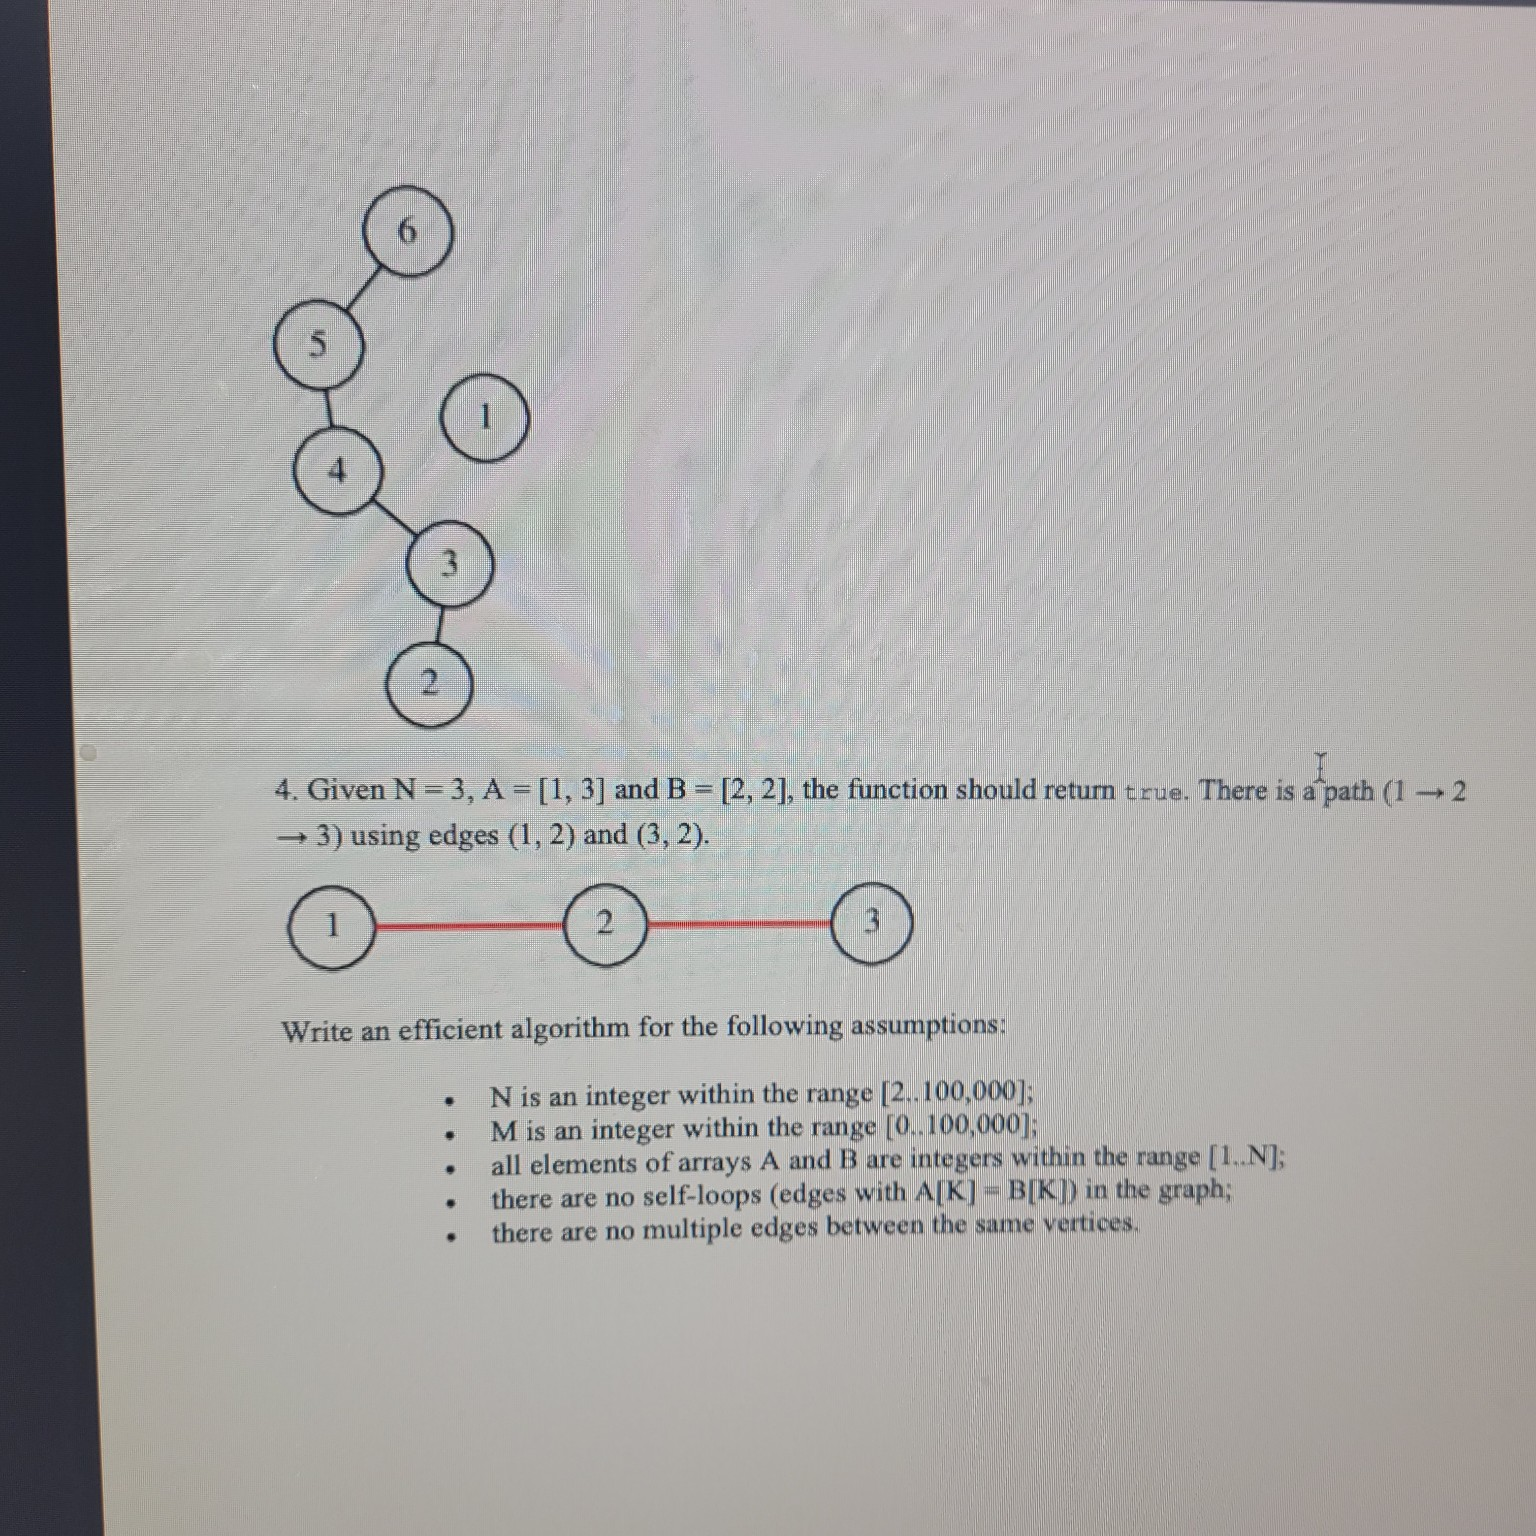 6
5
1
4
3
2
4. Given N = 3, A = [1, 3] and B = [2, 2], the function should return true. There is a path (1 → 2
→ 3) using edges (1, 2) and (3, 2).
1 2 3
Write an efficient algorithm for the following assumptions:
• N is an integer within the range [2..100,000];
• M is an integer within the range [0..100,000];
• all elements of arrays A and B are integers within the range [1..N];
• there are no self-loops (edges with A[K] = B[K]) in the graph;
• there are no multiple edges between the same vertices.